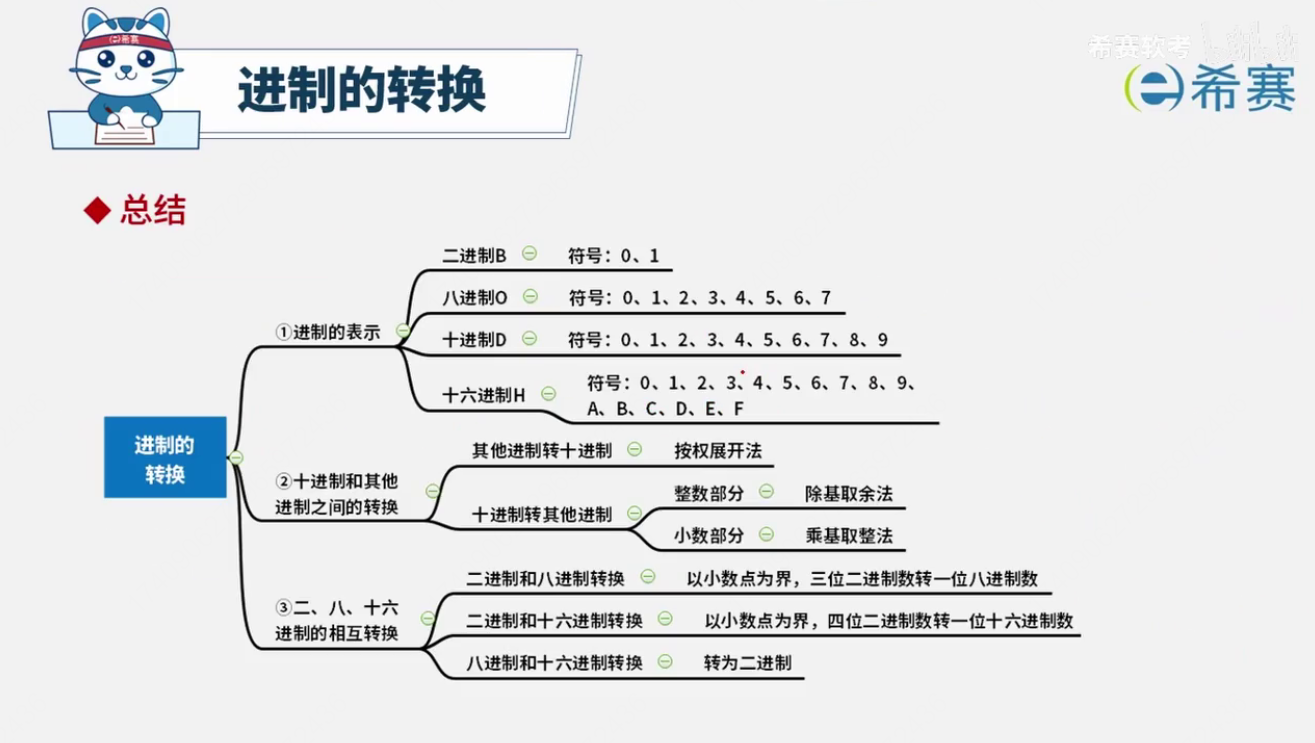 希赛软考
希赛
进制的转换
总结
二进制B 符号：0、1
八进制O 符号：0、1、2、3、4、5、6、7
①进制的表示
十进制D 符号：0、1、2、3、4、5、6、7、8、9
十六进制H 符号：0、1、2、3、4、5、6、7、8、9、
A、B、C、D、E、F
进制的
转换
其他进制转十进制 按权展开法
②十进制和其他
进制之间的转换
十进制转其他进制
整数部分 除基取余法
小数部分 乘基取整法
二进制和八进制转换 以小数点为界，三位二进制数转一位八进制数
③二、八、十六
进制的相互转换
二进制和十六进制转换 以小数点为界，四位二进制数转一位十六进制数
八进制和十六进制转换 转为二进制